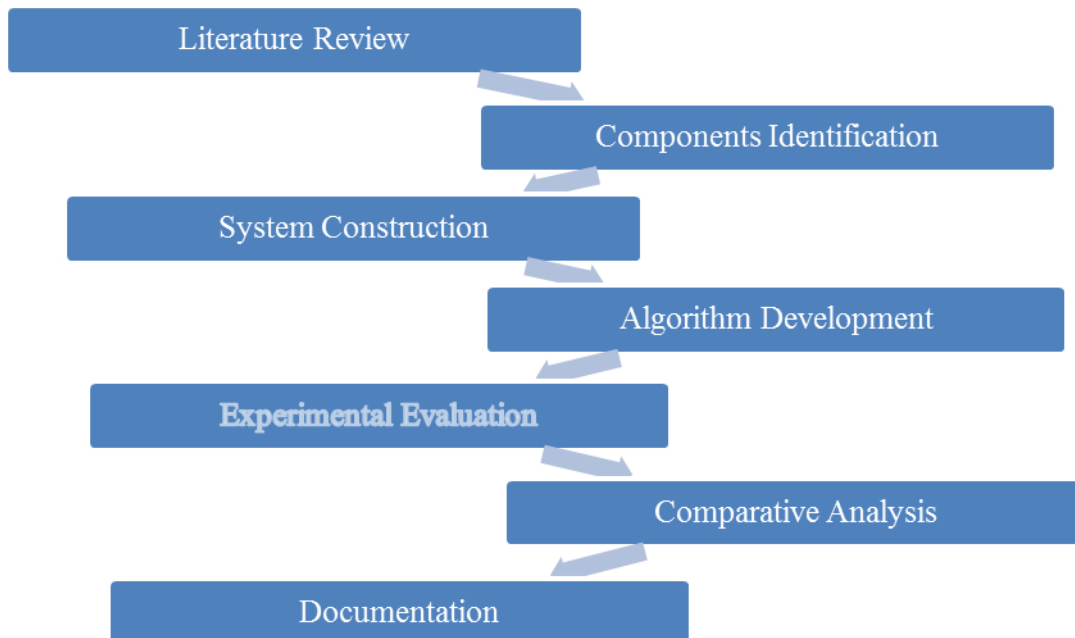 Literature Review
Components Identification
System Construction
Algorithm Development
Experimental Evaluation
Comparative Analysis
Documentation